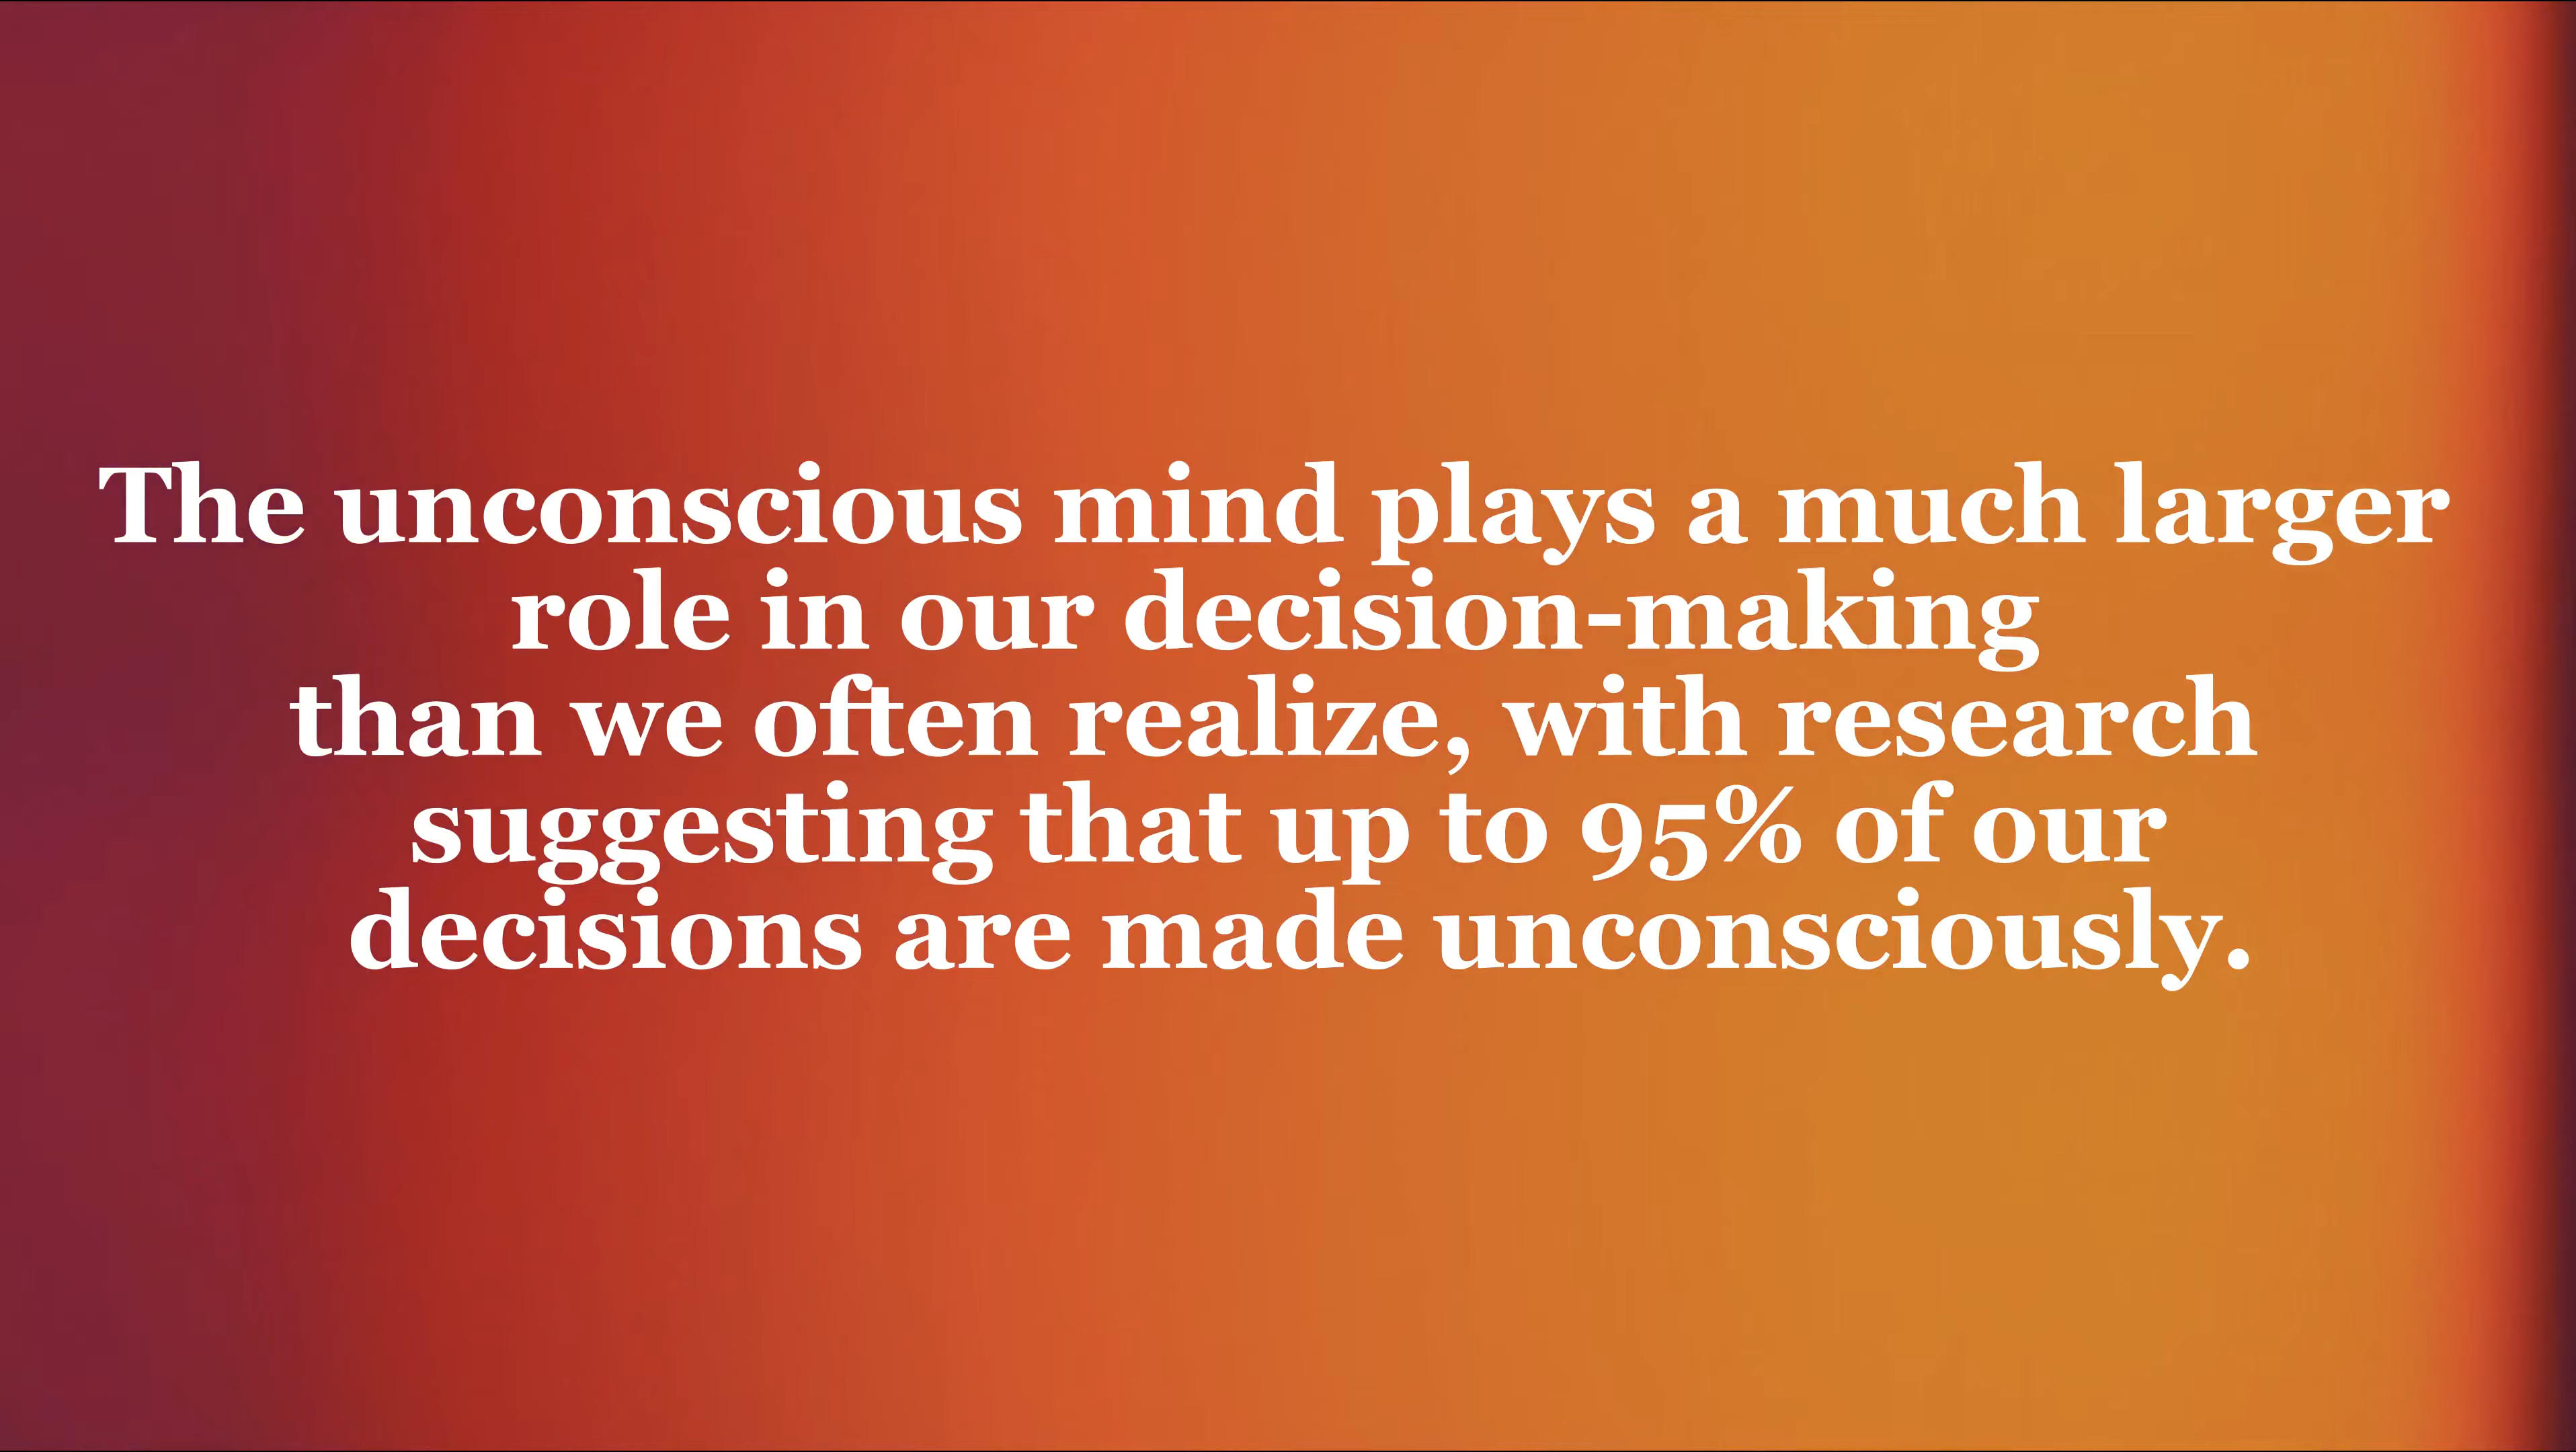 The unconscious mind plays a much larger
role in our decision-making
than we often realize, with research
suggesting that up to 95% of our
decisions are made unconsciously.